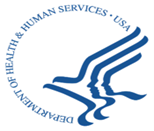 DEPARTMENT OF HEALTH & HUMAN SERVICES • USA